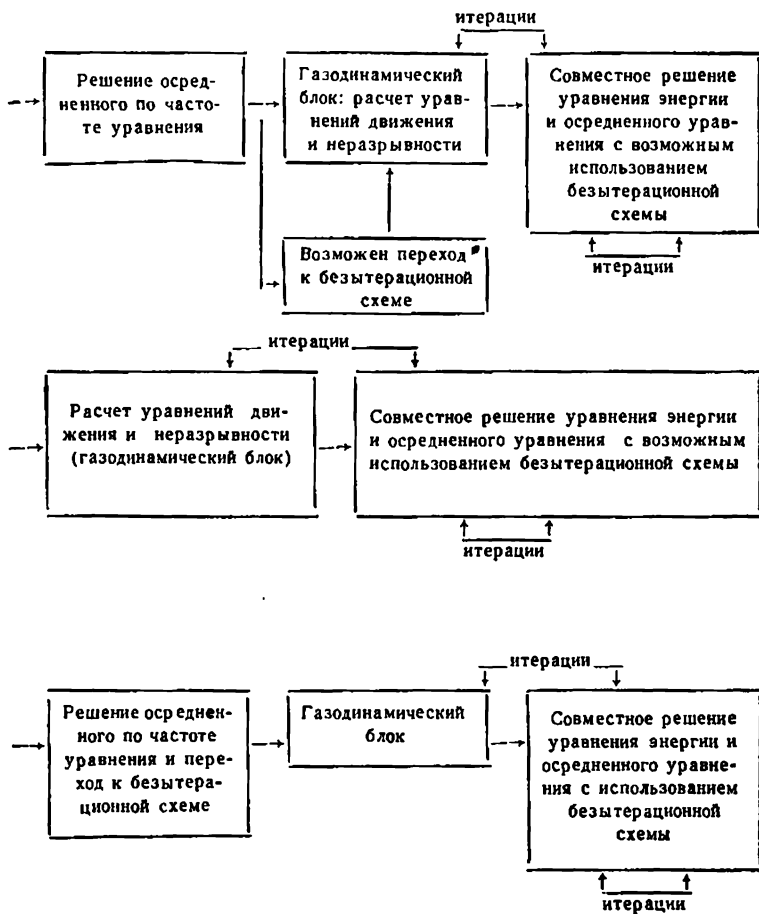 итерации
Решение осред-
ненного по часто-
те уравнения
Газодинамический
блок: расчет урав-
нений движения
и неразрывности
Совместное решение
уравнения энергии
и осредненного урав-
нения с возможным
использованием
безытерационной
схемы
итерации
Возможен переход
к безытерационной
схеме
итерации
Расчет уравнений дви-
жения и неразрывности
(газодинамический блок)
Совместное решение уравнения энергии
и осредненного уравнения с возможным
использованием безытерационной схемы
итерации
итерации
Решение осреднен-
ного по частоте
уравнения и пере-
ход к безытера-
ционной схеме
Газодинамический
блок
Совместное решение
уравнения энергии и
осредненного уравне-
ния с использованием
безытерационной
схемы
итерации